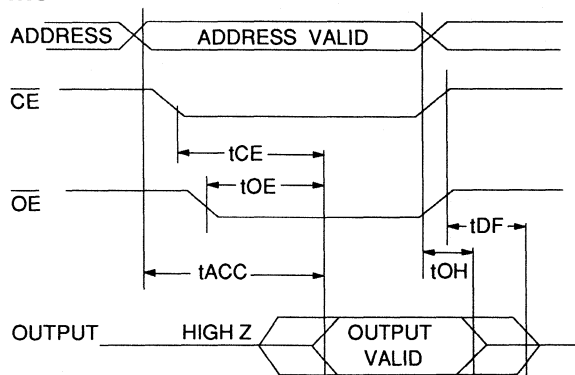 ADDRESS ADDRESS VALID
CE
tCE
tOE
OE
tDF
tACC
tOH
OUTPUT HIGH Z OUTPUT
VALID